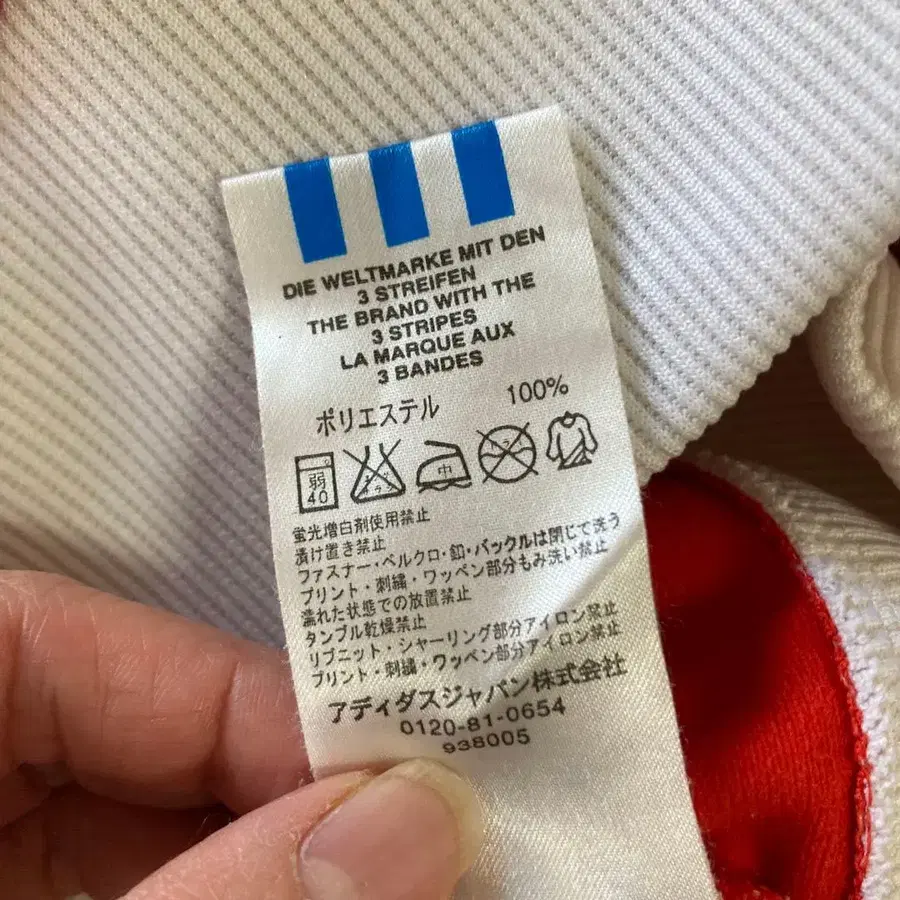 DIE WELTMARKE MIT DEN
3 STREIFEN
THE BRAND WITH THE
3 STRIPES
LA MARQUE AUX
3 BANDES
ポリエステル 100%
弱
40
中
蛍光増白剤使用禁止
漬け置き禁止
ファスナー・ベルクロ・釦・バックルは閉じて洗う
プリント・刺繍・ワッペン部分もみ洗い禁止
濡れた状態での放置禁止
タンブル乾燥禁止
リブニット・シャーリング部分アイロン禁止
プリント・刺繍・ワッペン部分アイロン禁止
アディダスジャパン株式会社
0120-81-0654
938005